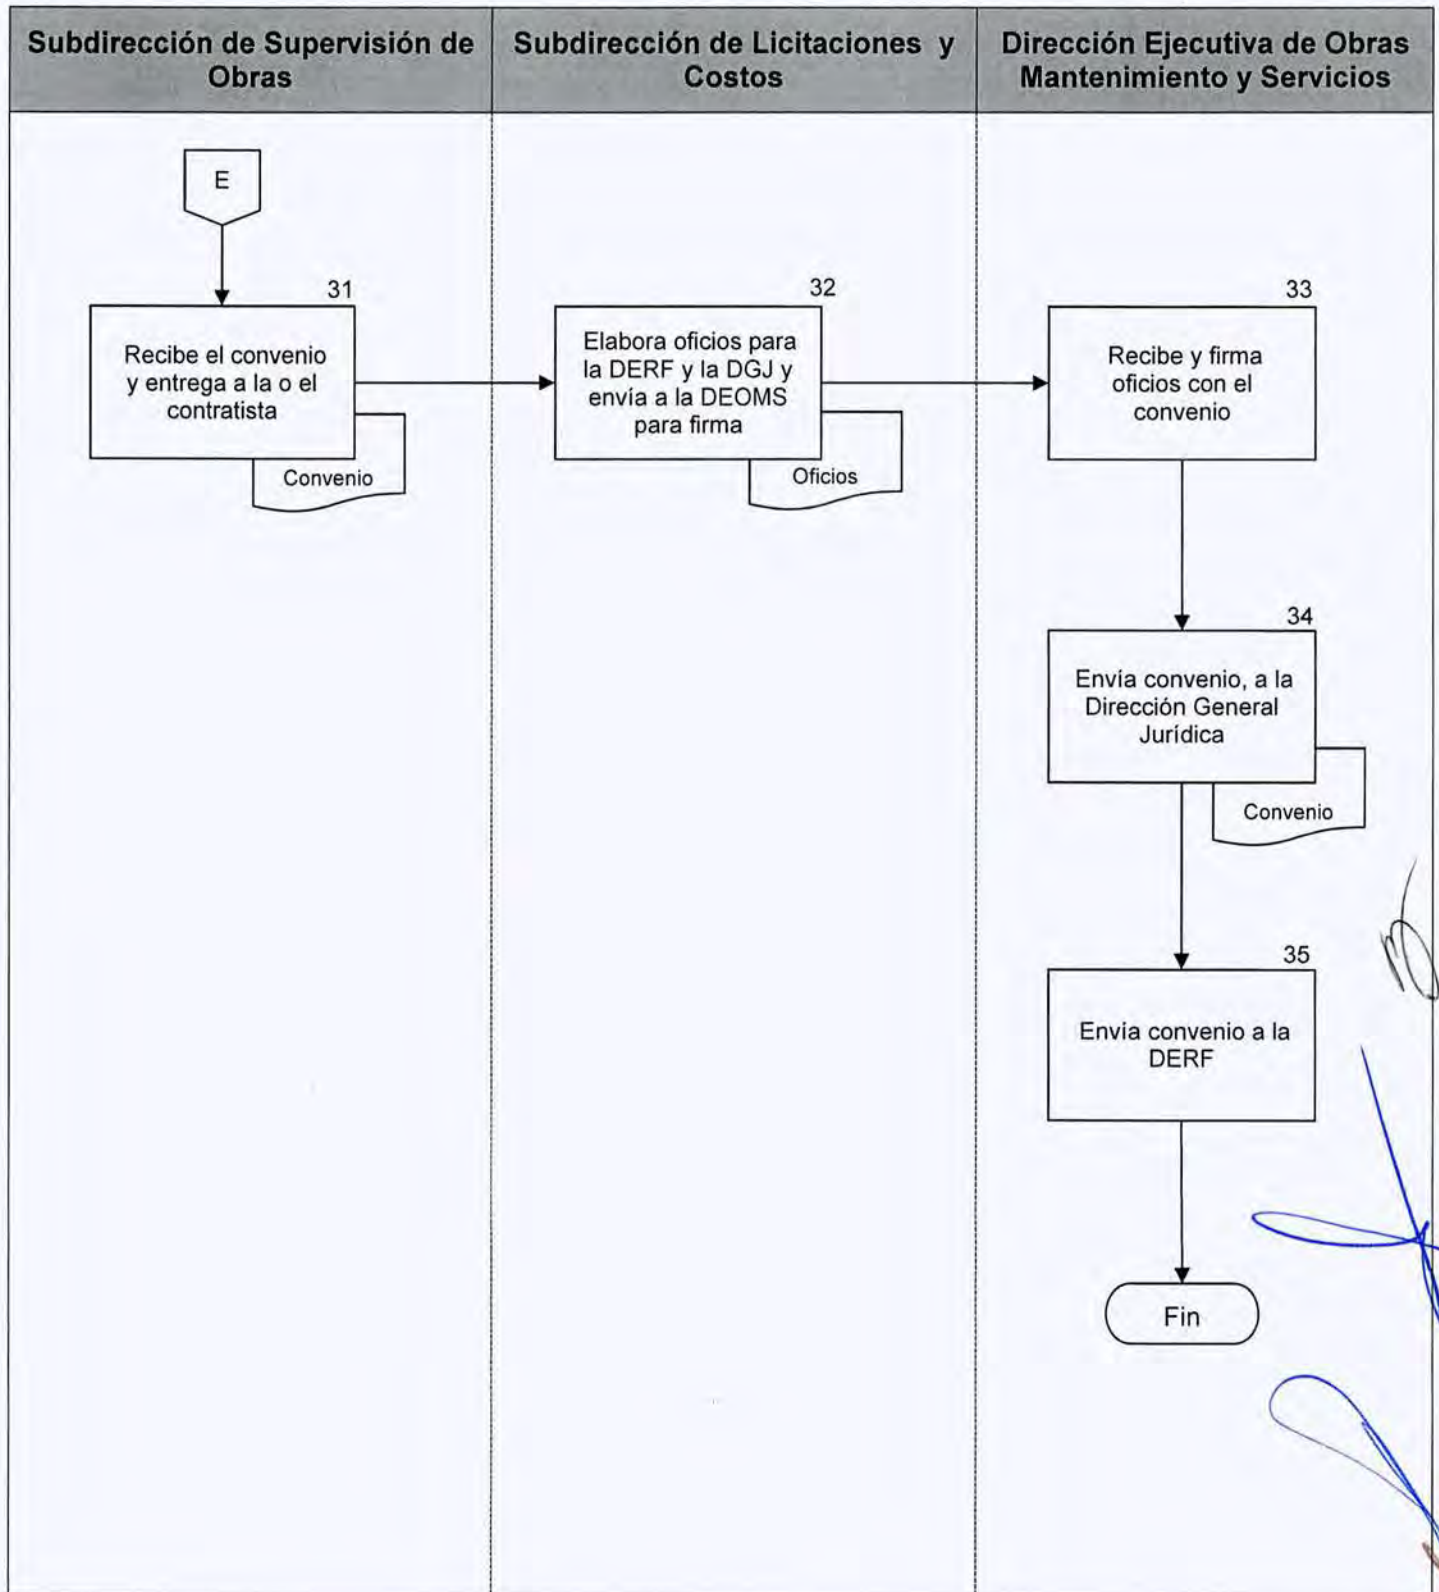 Subdirección de Supervisión de
Obras
Subdirección de Licitaciones y
Costos
Dirección Ejecutiva de Obras
Mantenimiento y Servicios
E
31
Recibe el convenio
y entrega a la o el
contratista
Convenio
32
Elabora oficios para
la DERF y la DGJ y
envía a la DEOMS
para firma
Oficios
33
Recibe y firma
oficios con el
convenio
34
Envía convenio, a la
Dirección General
Jurídica
Convenio
35
Envía convenio a la
DERF
Fin